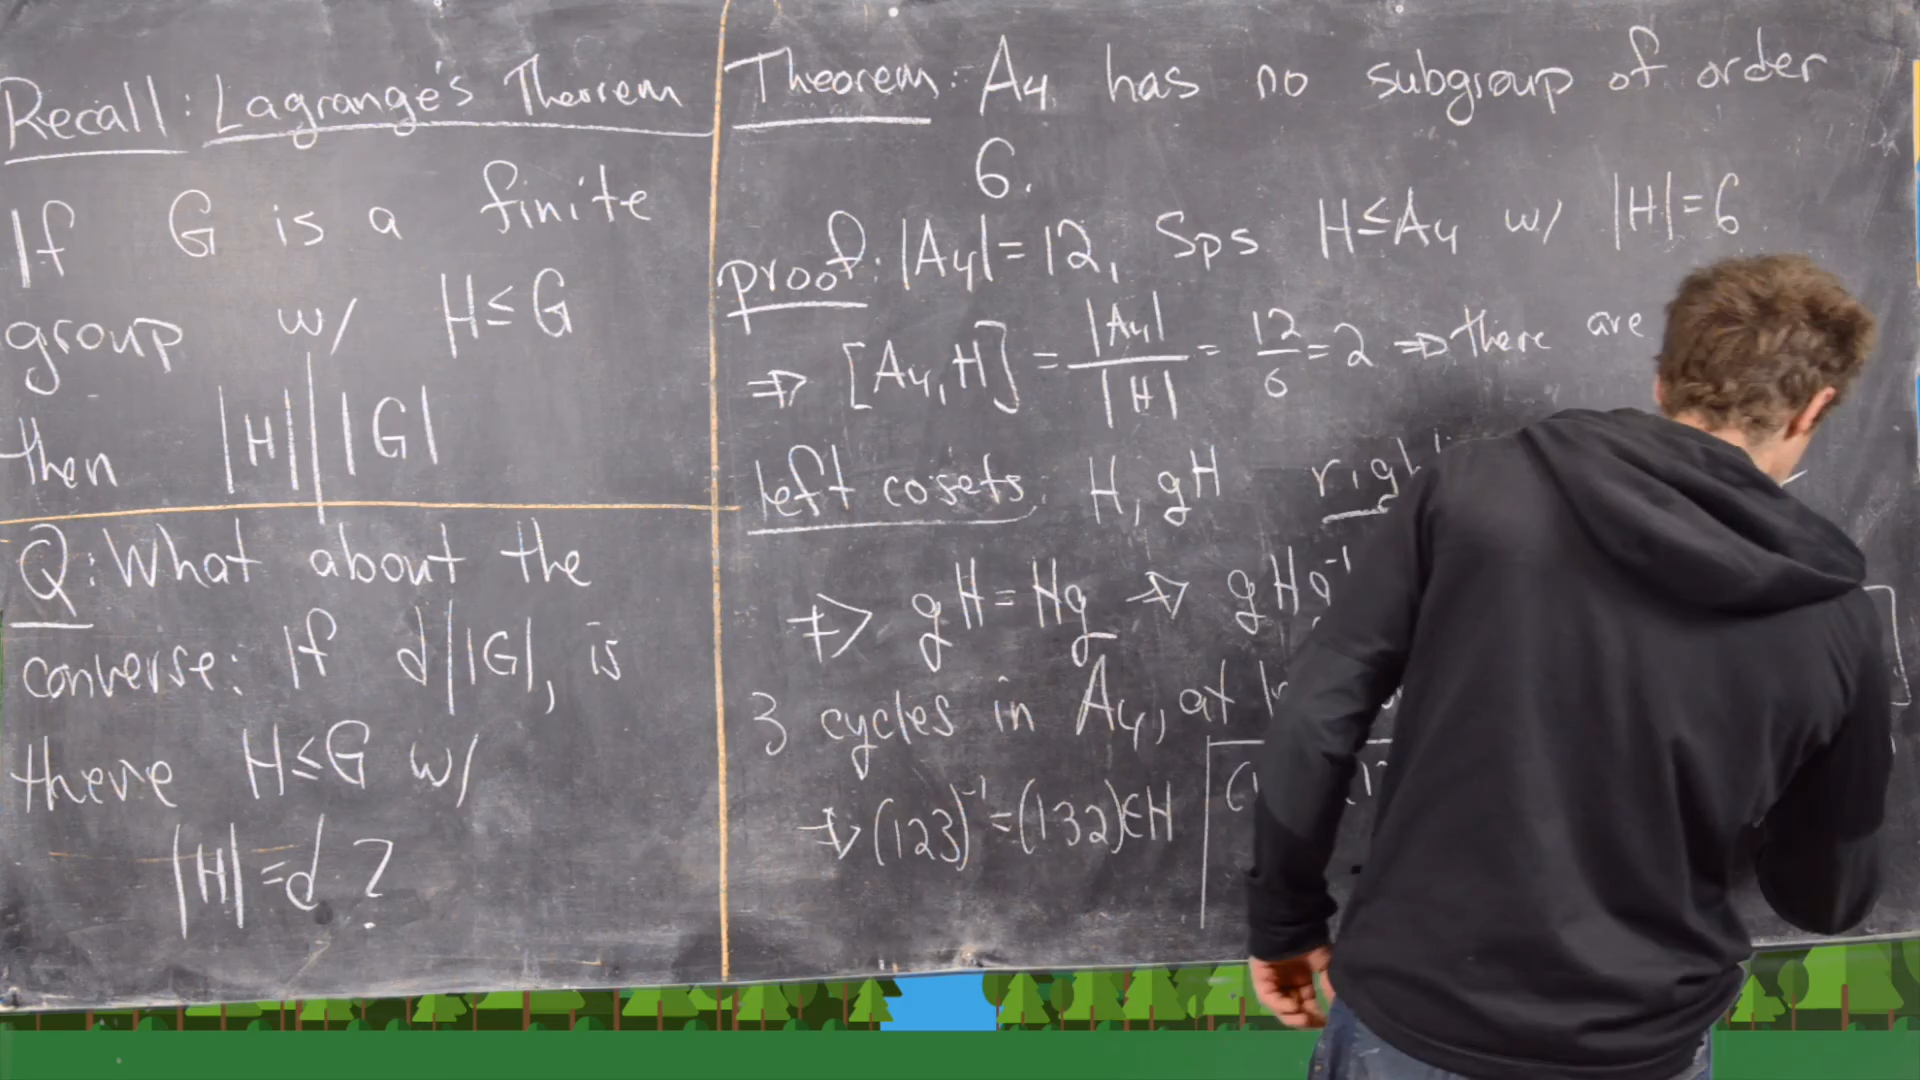 Recall: Lagrange's Theorem
If G is a finite
group w/ H≤G
then |H| | |G|
Q: What about the
converse: If d||G|, is
there H≤G w/
|H|=d?
Theorem: A4 has no subgroup of order
6.
proof: |A4|=12, Sps H≤A4 w/ |H|=6
⇒ [A4,H] = |A4|/|H| = 12/6 = 2 ⇒ there are
left cosets: H, gH
⇒ gH=Hg ⇒ gHg⁻¹
3 cycles in A4, at
⇒ (123)⁻¹=(132)∈H